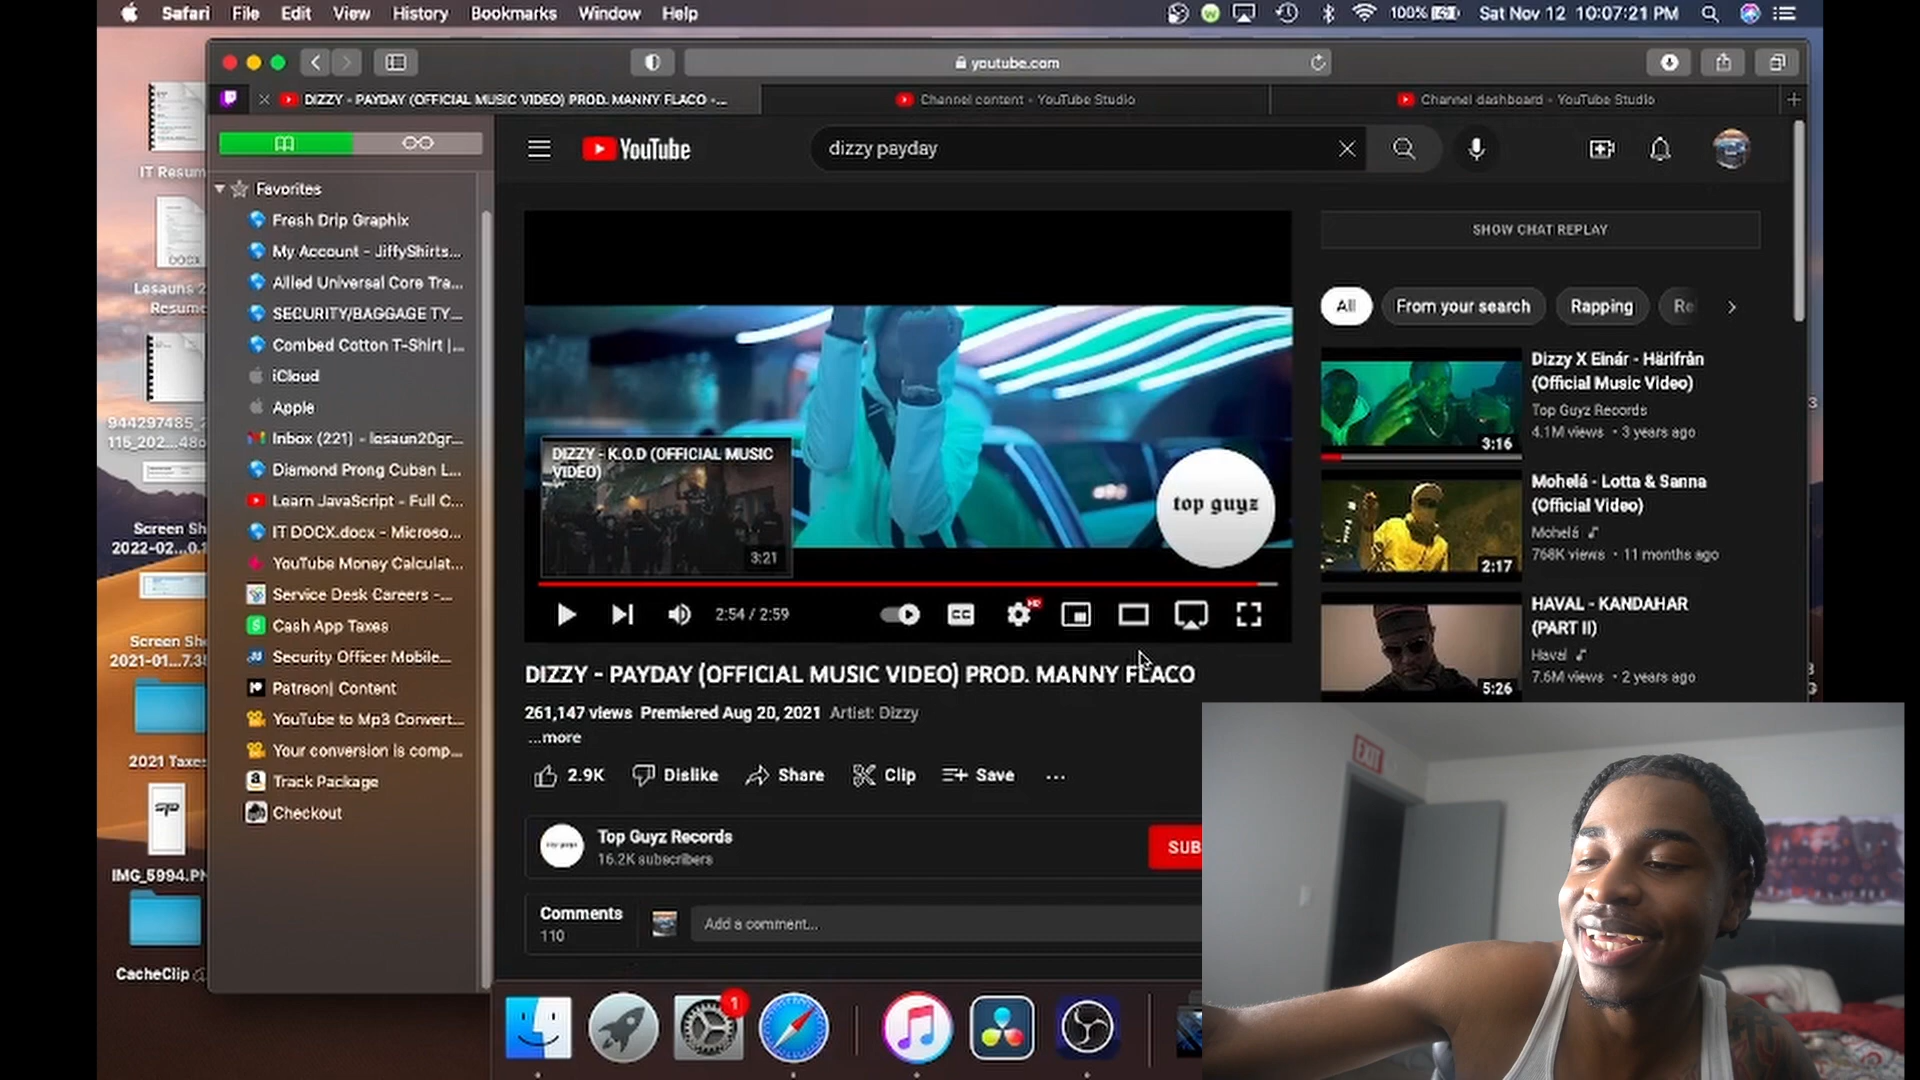 Safari File Edit View History Bookmarks Window Help
100%
Sat Nov 12 10:07:21 PM
youtube.com
DIZZY - PAYDAY (OFFICIAL MUSIC VIDEO) PROD. MANNY FLACO -...
Channel content - YouTube Studio
Channel dashboard - YouTube Studio
IT Resum
DOCX
Lesauns 2
Resume
944297485_2
115_202...48
Screen Sh
2022-02...0.1
Screen She
2021-01...7.3
2021 Taxes
IMG_5994.PN
CacheClip
Favorites
Fresh Drip Graphix
My Account - JiffyShirts...
Allied Universal Core Tra...
SECURITY/BAGGAGE TY...
Combed Cotton T-Shirt |...
iCloud
Apple
Inbox (221) - lesaun20gr...
Diamond Prong Cuban L...
Learn JavaScript - Full C...
IT DOCX.docx - Microso...
YouTube Money Calculat...
Service Desk Careers -...
Cash App Taxes
Security Officer Mobile...
Patreon| Content
YouTube to Mp3 Convert...
Your conversion is comp...
Track Package
Checkout
YouTube
dizzy payday
DIZZY - K.O.D (OFFICIAL MUSIC
VIDEO)
3:21
top guyz
2:54 / 2:59
CC
HD
DIZZY - PAYDAY (OFFICIAL MUSIC VIDEO) PROD. MANNY FLACO
261,147 views Premiered Aug 20, 2021 Artist: Dizzy
...more
2.9K Dislike Share Clip Save ...
Top Guyz Records
16.2K subscribers
SUB
Comments
110
Add a comment...
SHOW CHAT REPLAY
All From your search Rapping Re
Dizzy X Einár - Härifrån
(Official Music Video)
Top Guyz Records
4.1M views • 3 years ago
3:16
Mohelá - Lotta & Sanna
(Official Video)
Mohelá
768K views • 11 months ago
2:17
HAVAL - KANDAHAR
(PART II)
Haval
7.6M views • 2 years ago
5:26
EXIT
1